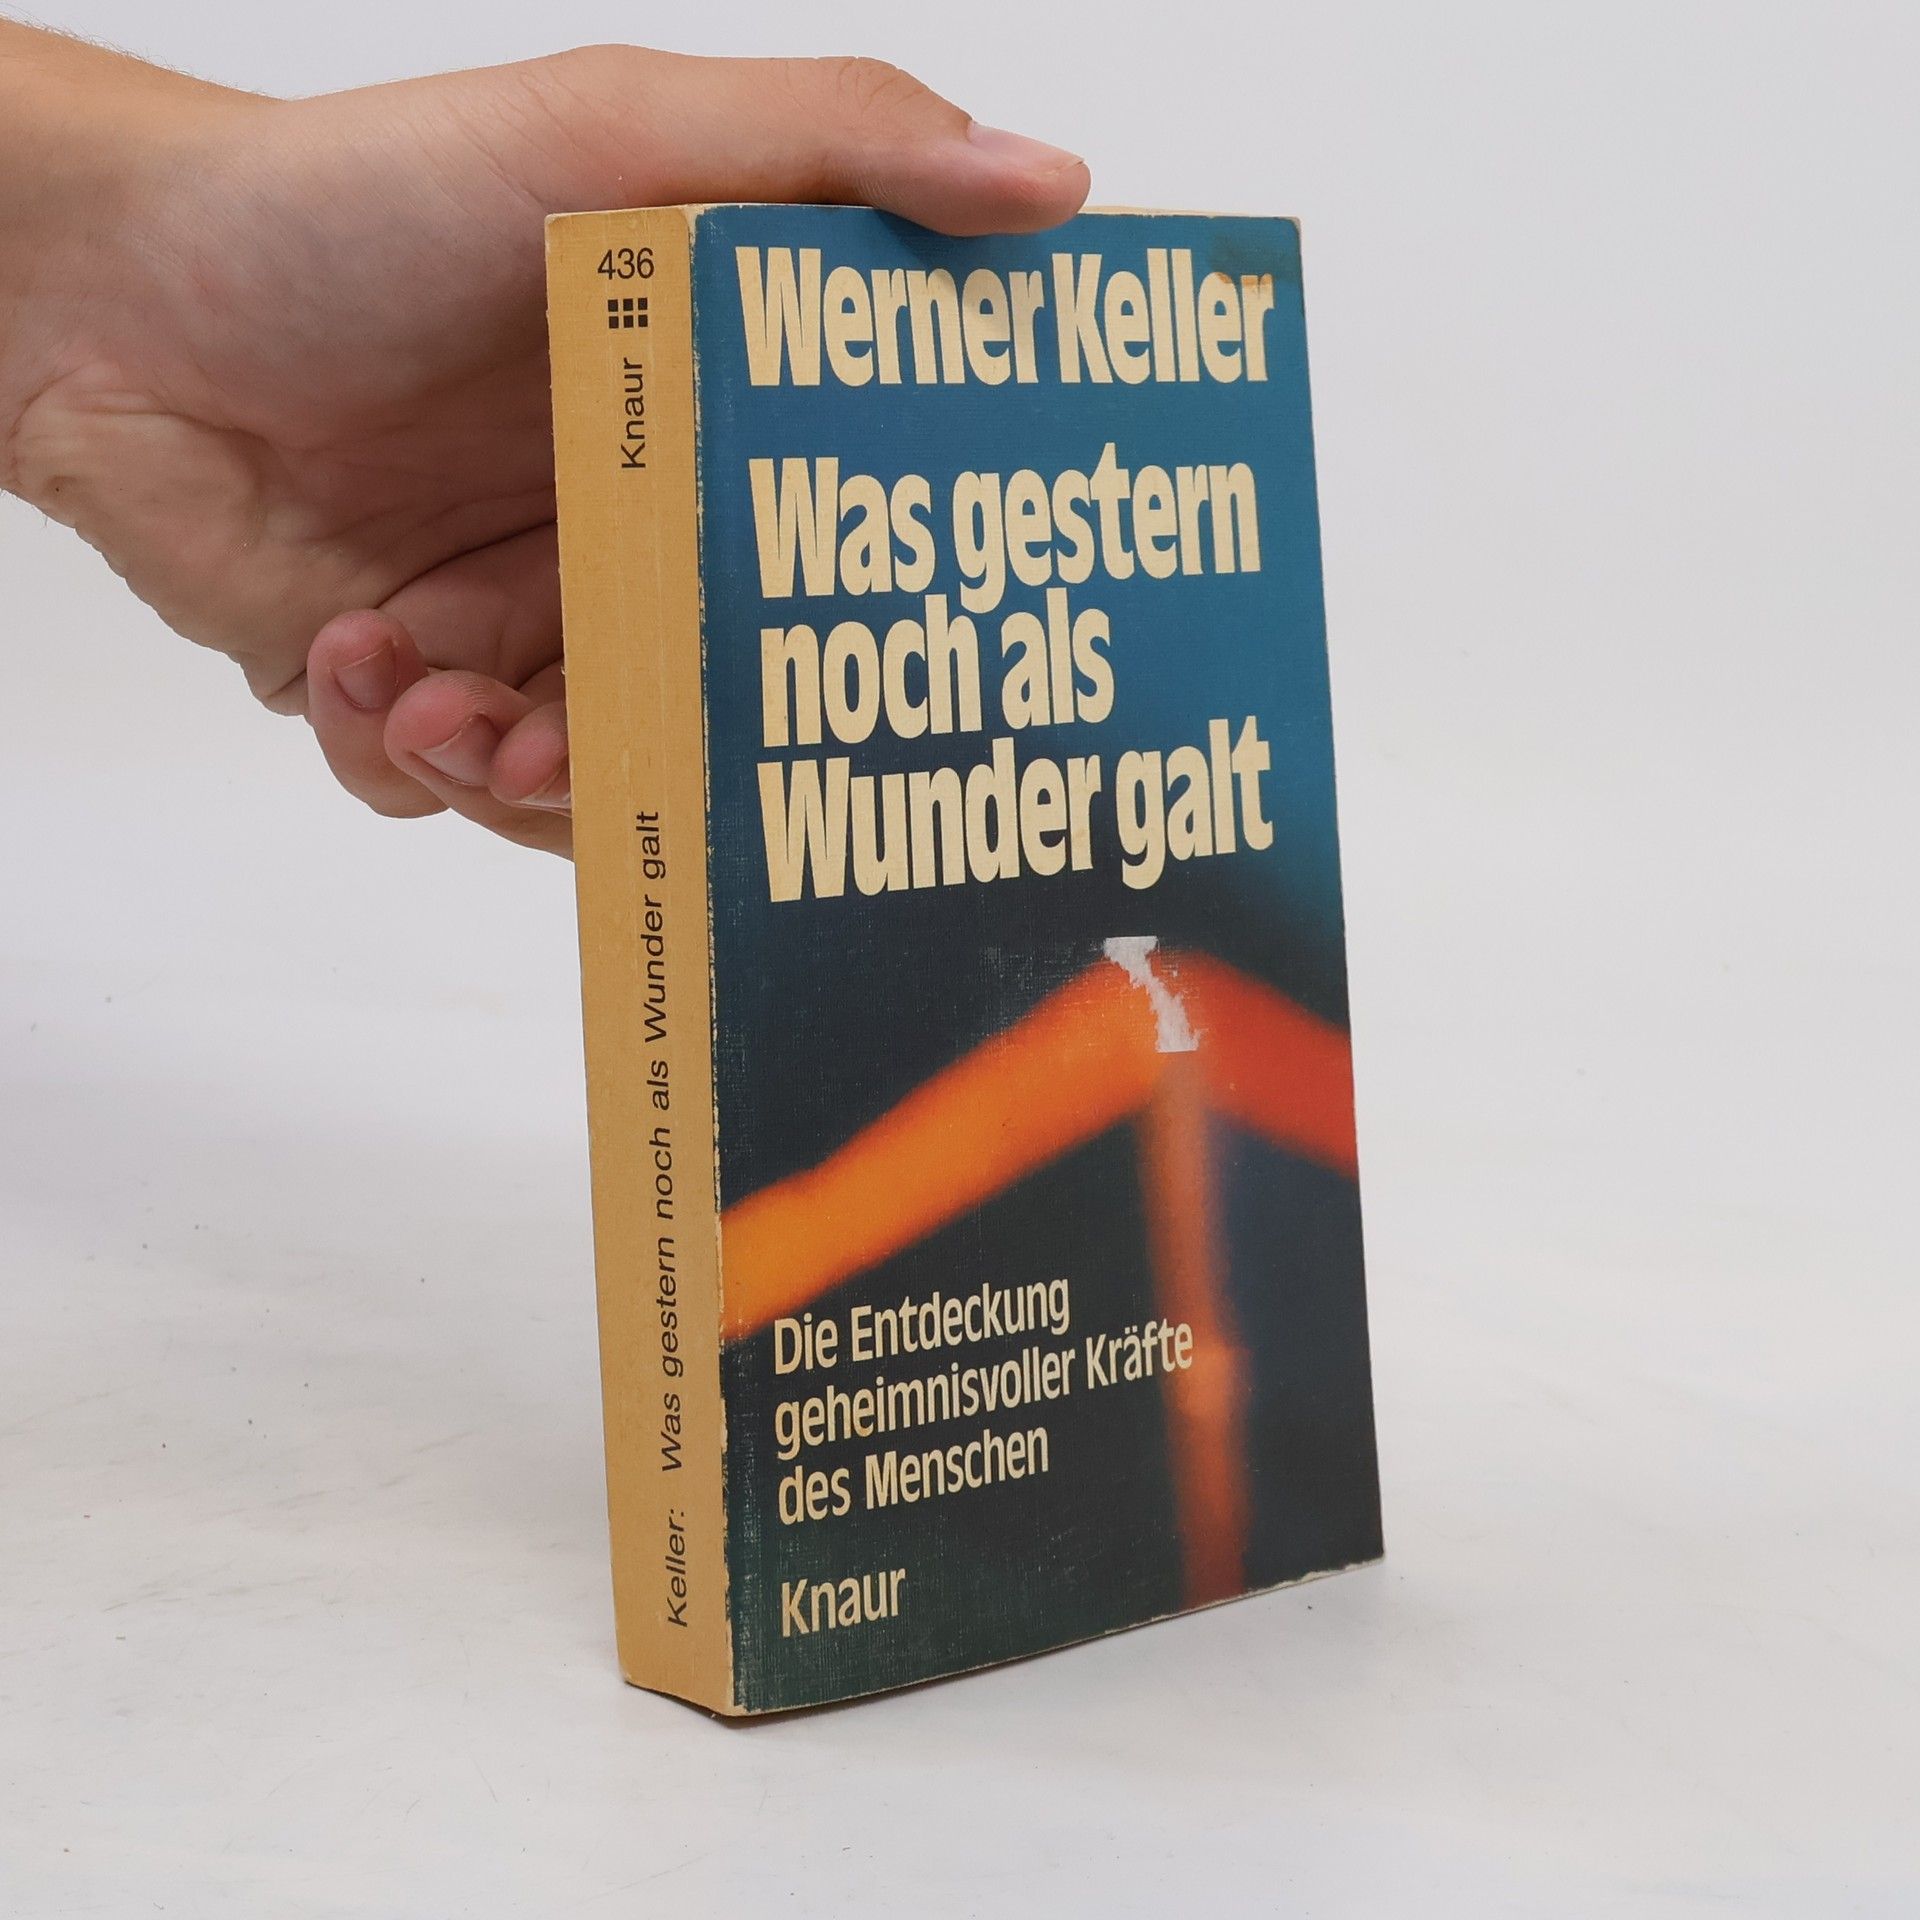 436
Knaur
Keller: Was gestern noch als Wunder galt
Werner Keller
Was gestern
noch als
Wunder galt
Die Entdeckung
geheimnisvoller Kräfte
des Menschen
Knaur